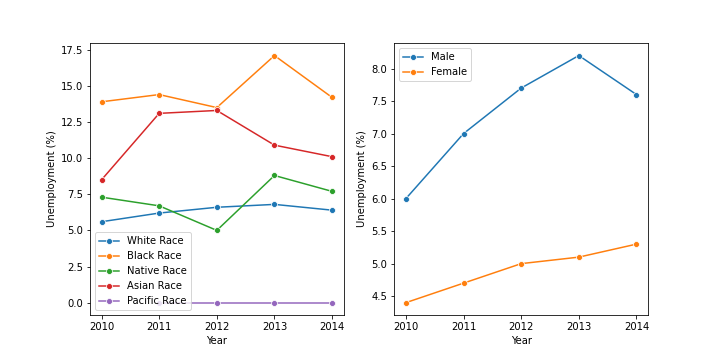 17.5
15.0
12.5
10.0
7.5
5.0
2.5
0.0
Unemployment (%)
White Race
Black Race
Native Race
Asian Race
Pacific Race
2010 2011 2012 2013 2014
Year
8.0
7.5
7.0
6.5
6.0
5.5
5.0
4.5
Unemployment (%)
Male
Female
2010 2011 2012 2013 2014
Year